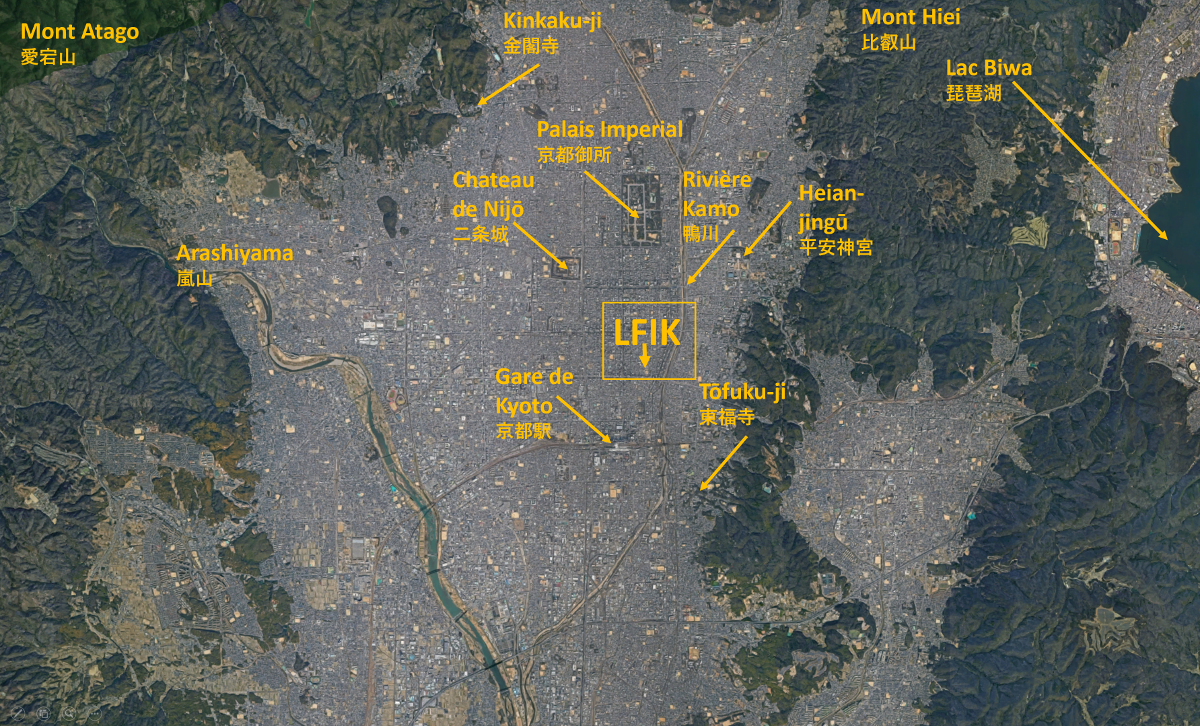 Mont Atago
愛宕山
Kinkaku-ji
金閣寺
Mont Hiei
比叡山
Lac Biwa
琵琶湖
Palais Imperial
京都御所
Chateau
de Nijō
二条城
Rivière
Kamo
鴨川
Heian-
jingū
平安神宮
Arashiyama
嵐山
LFIK
Gare de
Kyoto
京都駅
Tōfuku-ji
東福寺